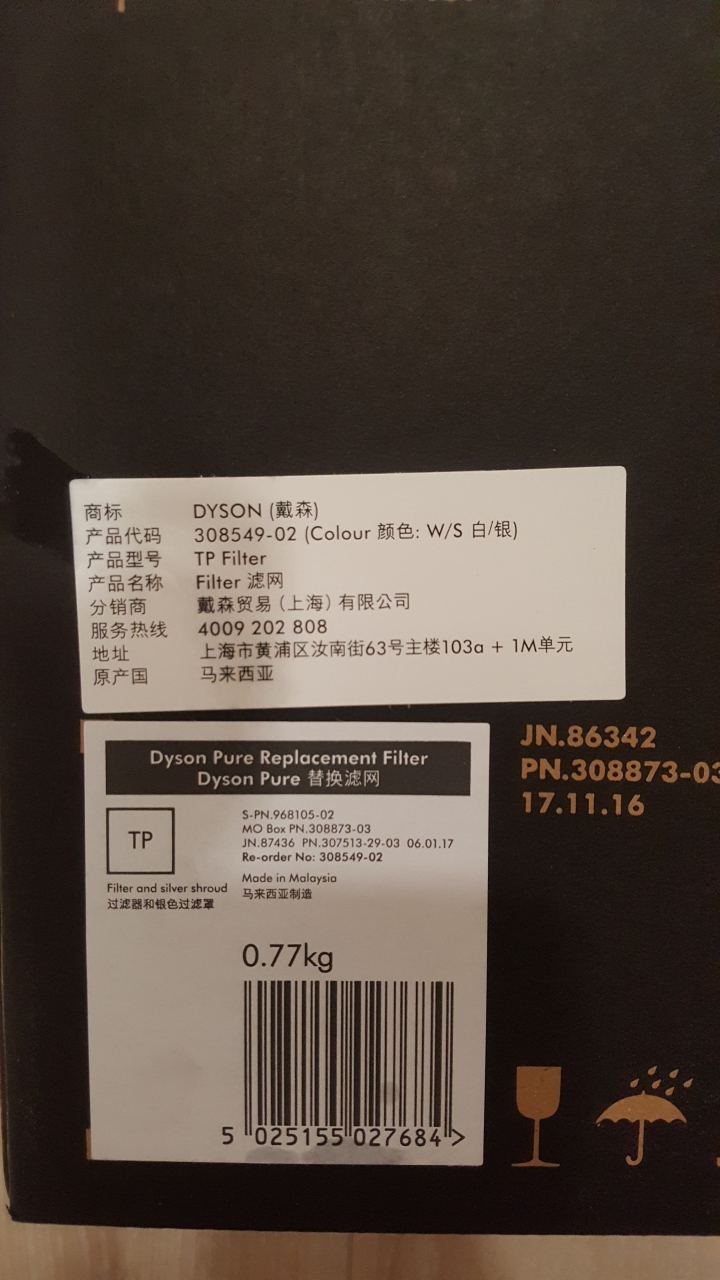 商标 DYSON (戴森)
产品代码 308549-02 (Colour 颜色: W/S 白/银)
产品型号 TP Filter
产品名称 Filter 滤网
分销商 戴森贸易（上海）有限公司
服务热线 4009 202 808
地址 上海市黄浦区汝南街63号主楼103a + 1M单元
原产国 马来西亚
Dyson Pure Replacement Filter
Dyson Pure 替换滤网
TP
Filter and silver shroud
过滤器和银色过滤罩
S-PN.968105-02
MO Box PN.308873-03
JN.87436 PN.307513-29-03 06.01.17
Re-order No: 308549-02
Made in Malaysia
马来西亚制造
0.77kg
5 025155 027684 >
JN.86342
PN.308873-03
17.11.16